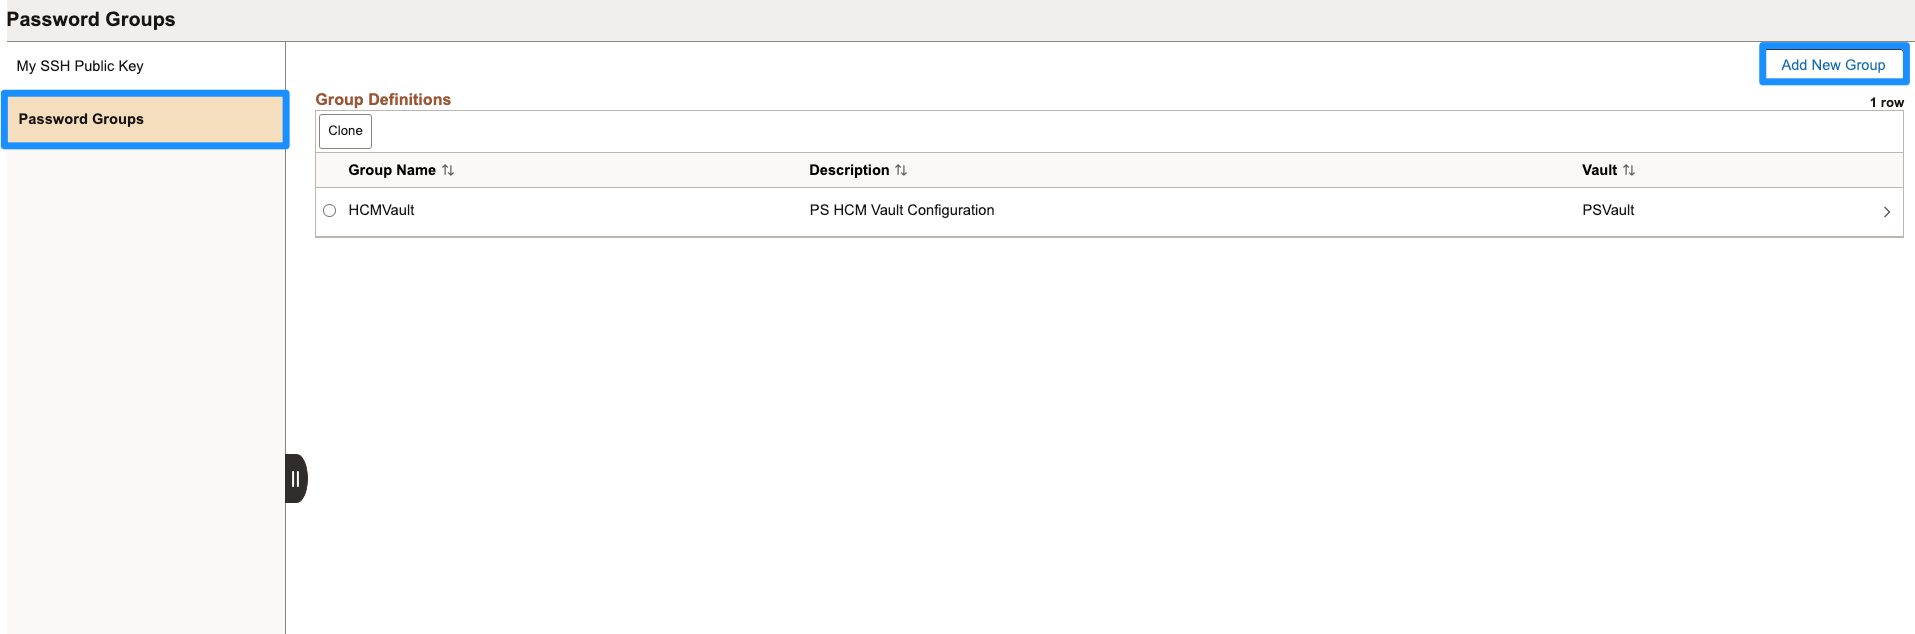 Password Groups
My SSH Public Key
Password Groups
Add New Group
Group Definitions
1 row
Clone
Group Name Description Vault
HCMVault PS HCM Vault Configuration PSVault